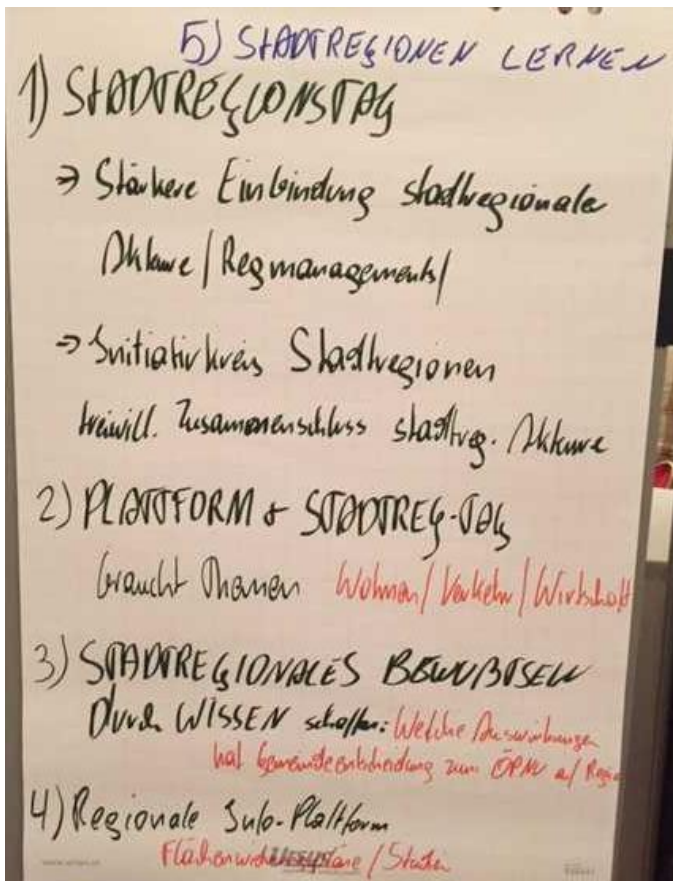 5) STADTREGIONEN LERNEN
1) STADTREGIONSTAG
→ Stärkere Einbindung stadtregionale
Akteure / Regmanagements /
→ Initiativkreis Stadtregionen
freiwill. Zusammenschluss stadtreg. Akteure
2) PLATTFORM + STADTREG-TAG
braucht Themen Wohnen / Verkehr / Wirtschaft
3) STADTREGIONALES BEWUßTSEIN
Durch WISSEN schaffen: Welche Auswirkungen
hat Gemeindeentscheidung zum ÖPNV a/ Region
4) Regionale Info-Plattform
/ Studien